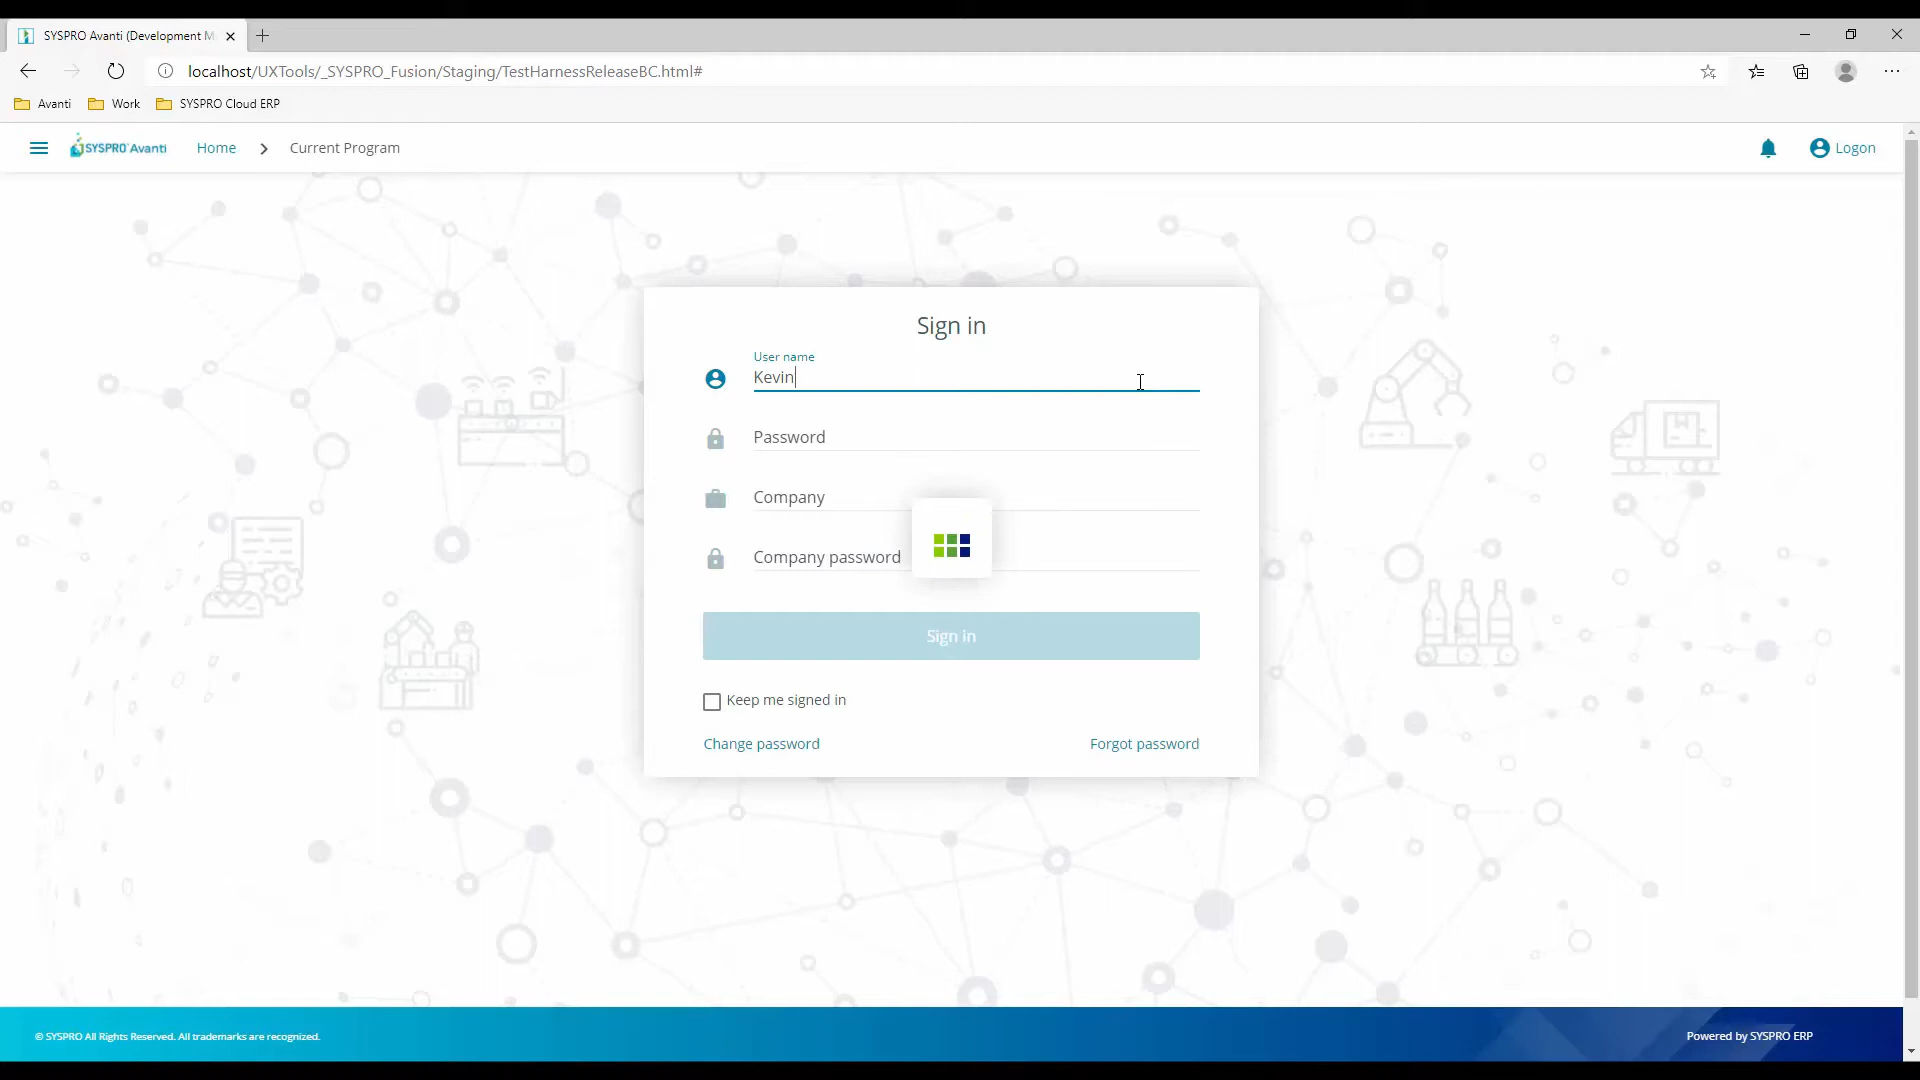 SYSPRO Avanti (Development M
localhost/UXTools/_SYSPRO_Fusion/Staging/TestHarnessReleaseBC.html#
Avanti
Work
SYSPRO Cloud ERP
SYSPRO Avanti
Home
Current Program
Logon
Sign in
User name
Kevin
Password
Company
Company password
Sign in
Keep me signed in
Change password
Forgot password
© SYSPRO All Rights Reserved. All trademarks are recognized.
Powered by SYSPRO ERP